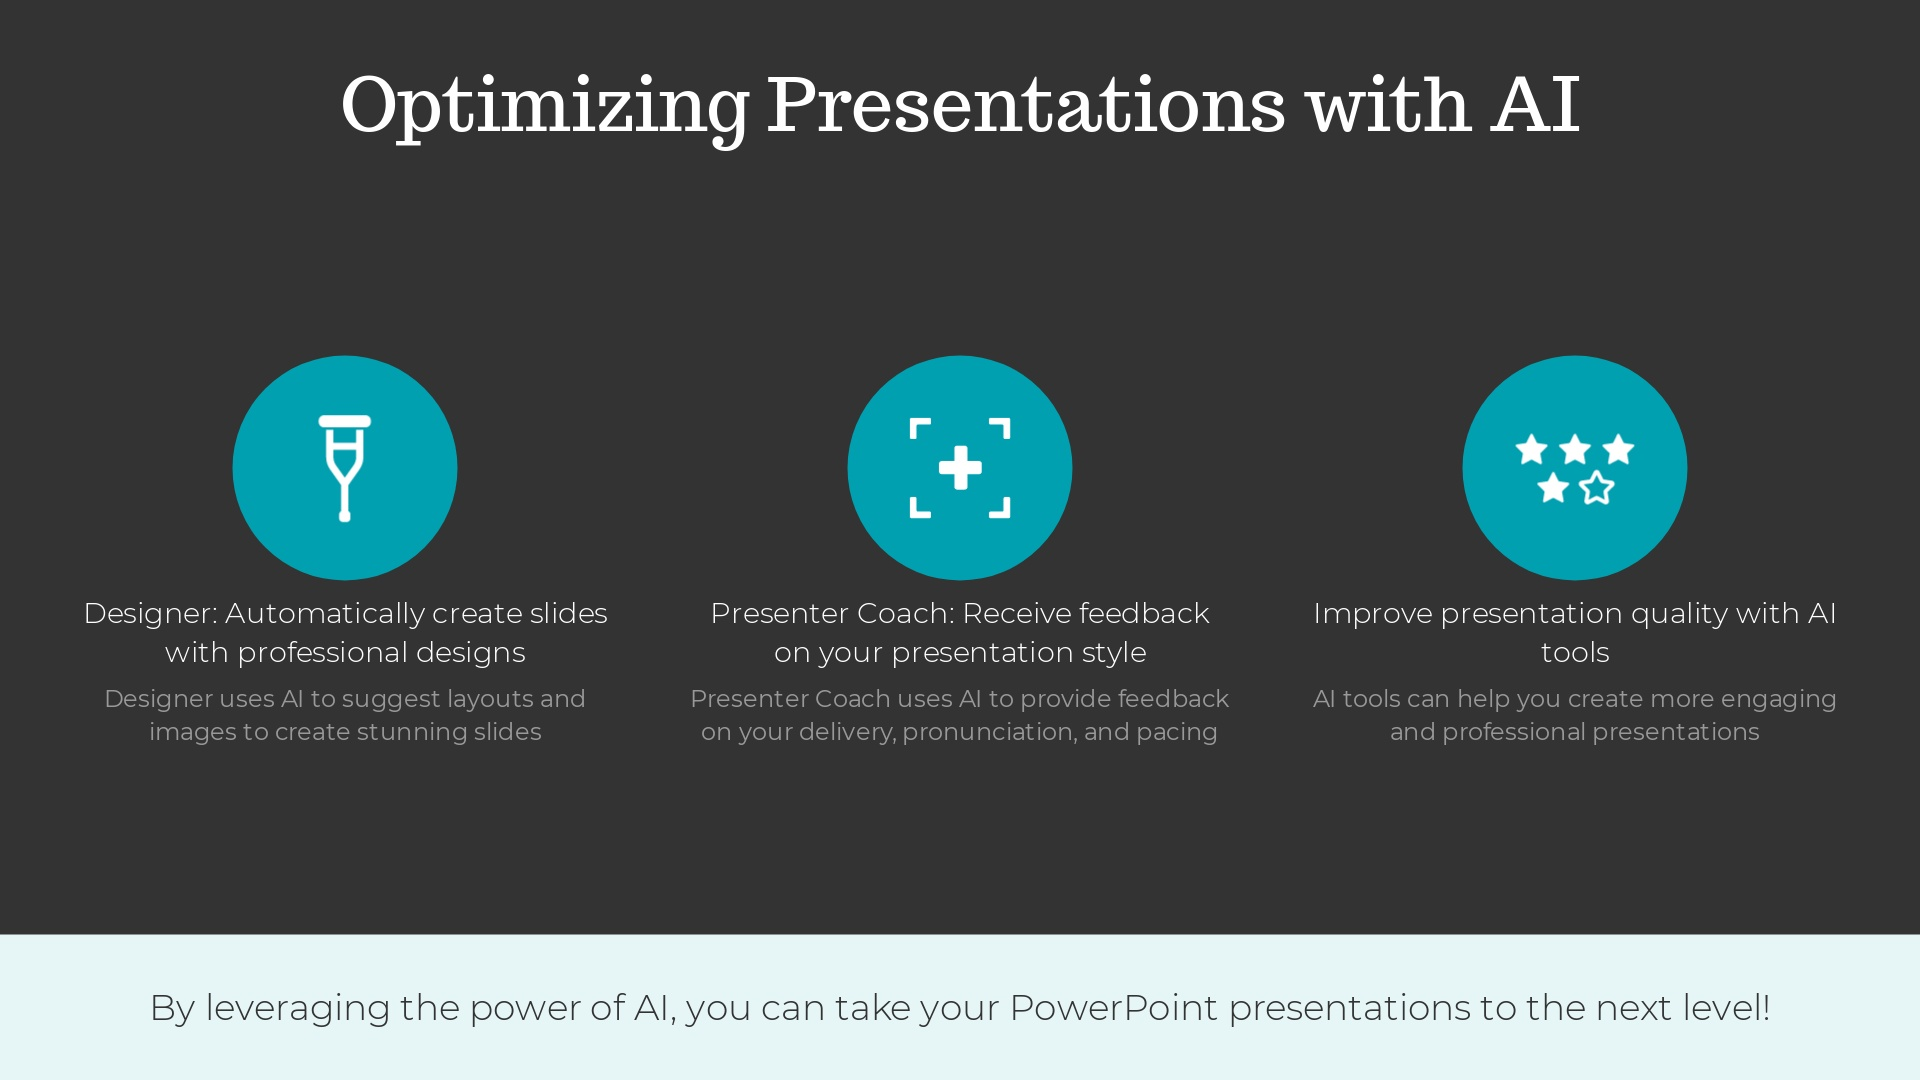 Optimizing Presentations with AI
Designer: Automatically create slides
with professional designs
Designer uses AI to suggest layouts and
images to create stunning slides
Presenter Coach: Receive feedback
on your presentation style
Presenter Coach uses AI to provide feedback
on your delivery, pronunciation, and pacing
Improve presentation quality with AI
tools
AI tools can help you create more engaging
and professional presentations
By leveraging the power of AI, you can take your PowerPoint presentations to the next level!